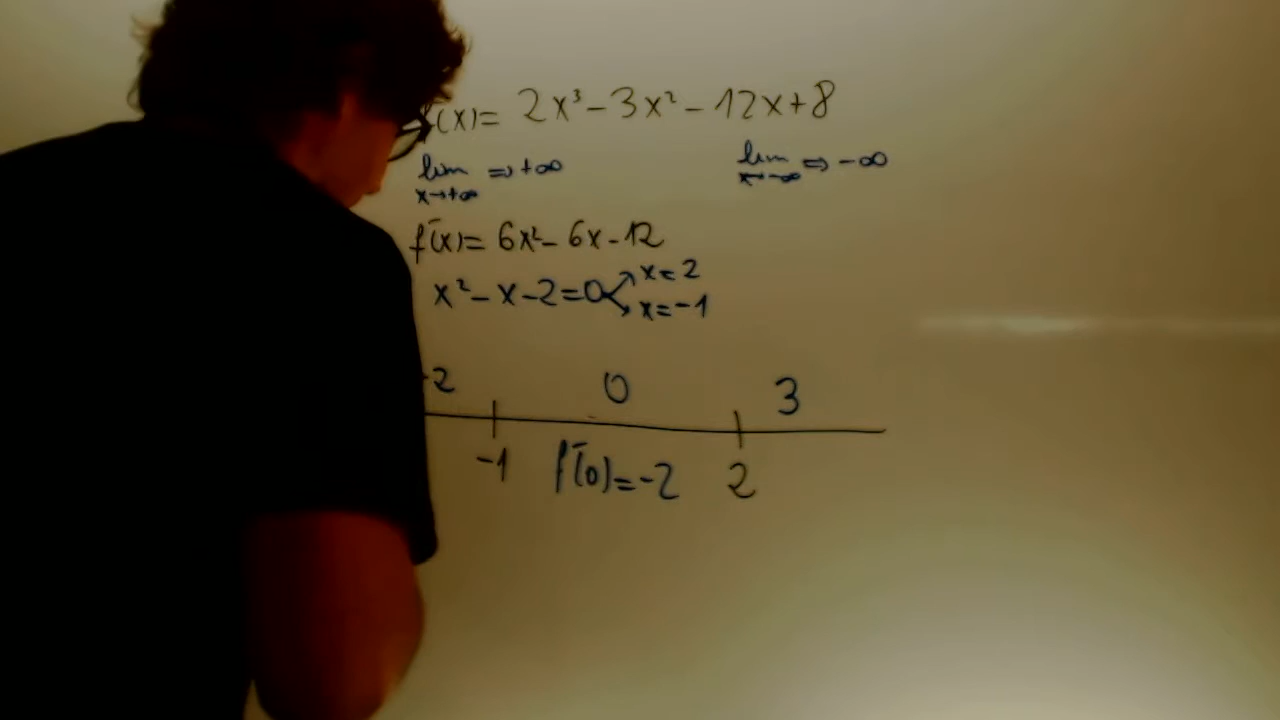 f(x)= 2x³-3x²-12x+8
lim x→+∞ => +∞ lim x→-∞ => -∞
f'(x)= 6x²-6x-12
x²-x-2=0 x=2 x=-1
-2 0 3
-1 f'(0)=-2 2